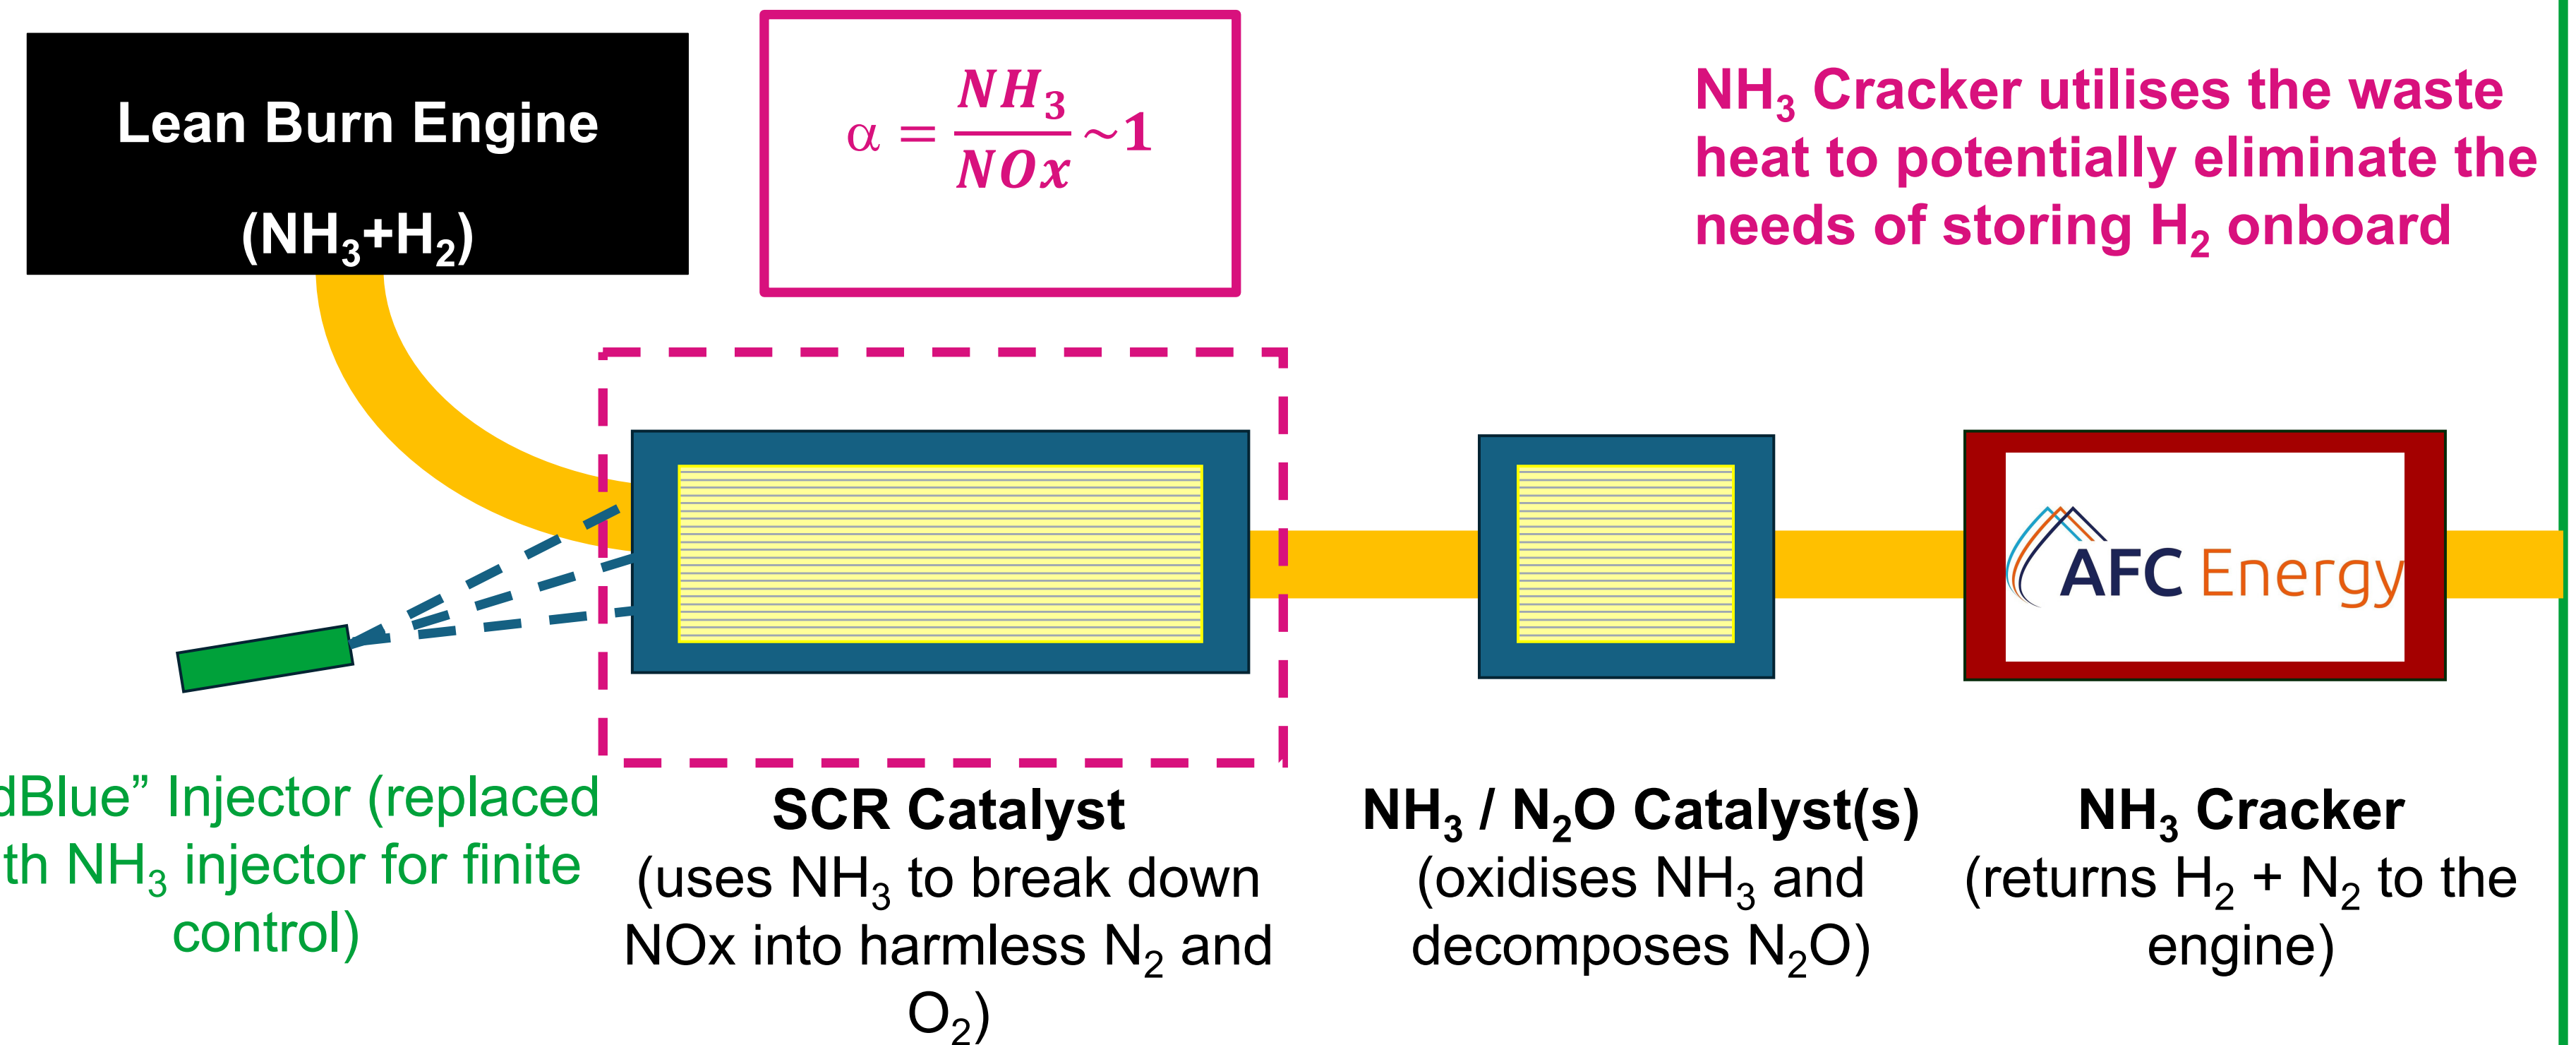 Lean Burn Engine
(NH₃+H₂)
α = NH₃/NOx ~1
NH₃ Cracker utilises the waste
heat to potentially eliminate the
needs of storing H₂ onboard
AFC Energy
dBlue” Injector (replaced
th NH₃ injector for finite
control)
SCR Catalyst
(uses NH₃ to break down
NOx into harmless N₂ and
O₂)
NH₃ / N₂O Catalyst(s)
(oxidises NH₃ and
decomposes N₂O)
NH₃ Cracker
(returns H₂ + N₂ to the
engine)